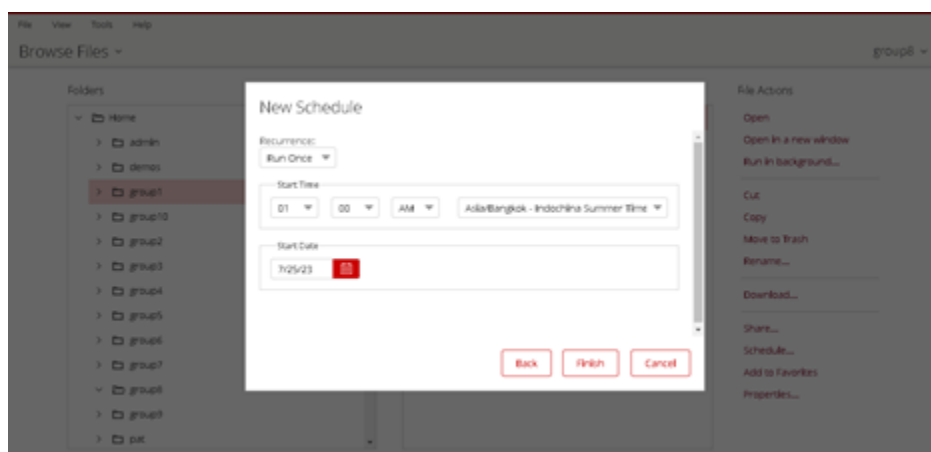 File View Tools Help
Browse Files
group8
Folders
Home
admin
demos
group1
group10
group2
group3
group4
group5
group6
group7
group8
group9
pat
New Schedule
Recurrence:
Run Once
Start Time
01 00 AM Asia/Bangkok - Indochina Summer Time
Start Date
7/25/23
Back Finish Cancel
File Actions
Open
Open in a new window
Run in background...
Cut
Copy
Move to Trash
Rename...
Download...
Share...
Schedule...
Add to Favorites
Properties...